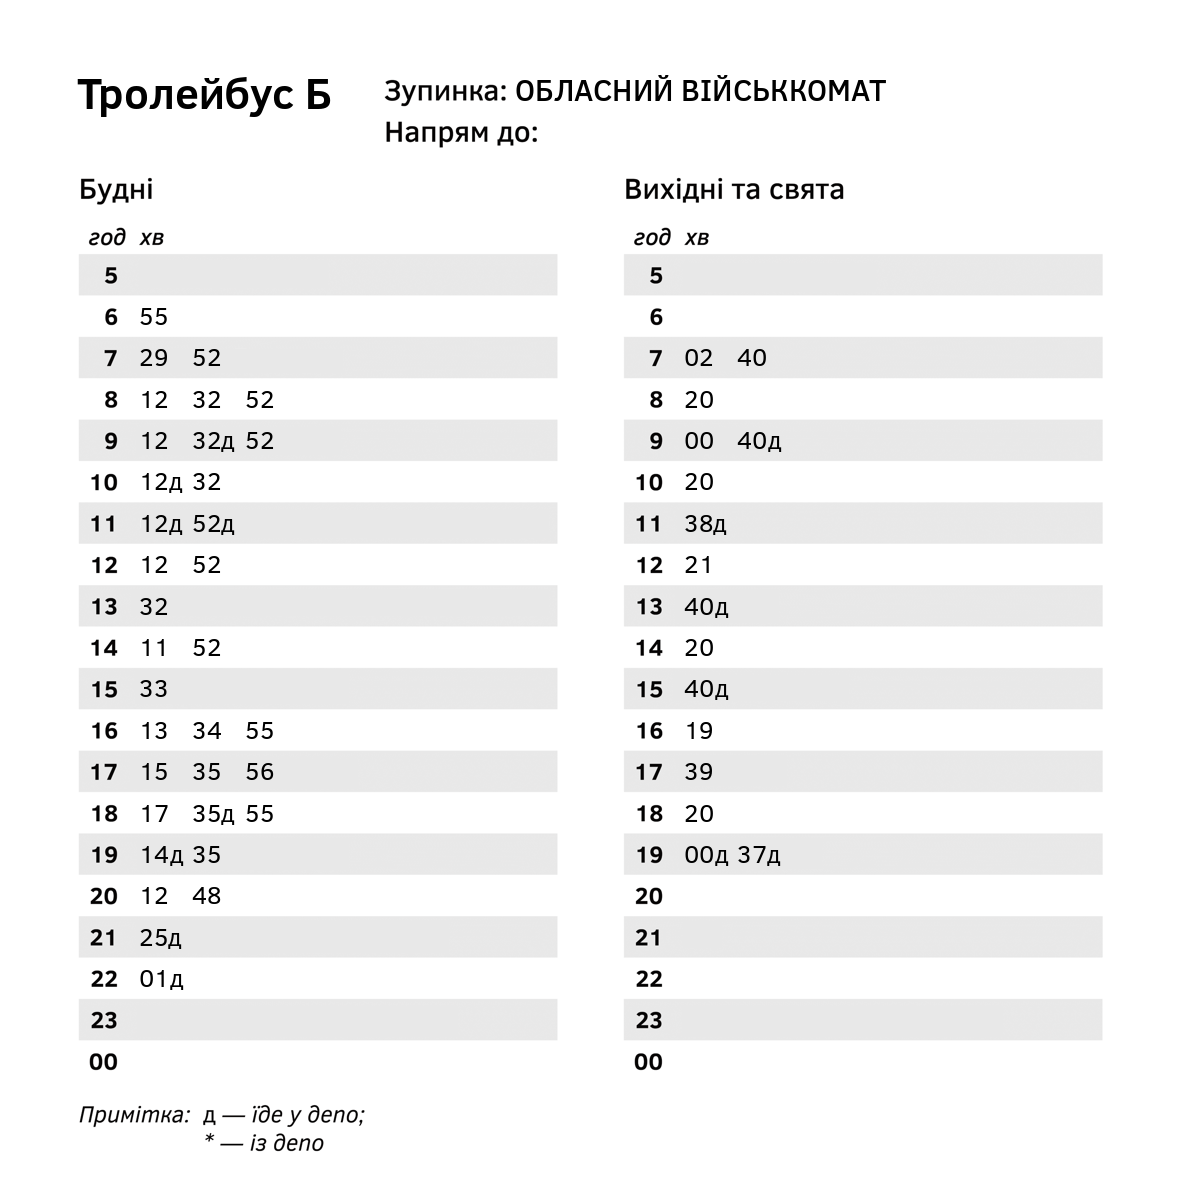 Тролейбус Б
Зупинка: ОБЛАСНИЙ ВІЙСЬККОМАТ
Напрям до:
Будні
год хв
5
6 55
7 29 52
8 12 32 52
9 12 32д 52
10 12д 32
11 12д 52д
12 12 52
13 32
14 11 52
15 33
16 13 34 55
17 15 35 56
18 17 35д 55
19 14д 35
20 12 48
21 25д
22 01д
23
00
Вихідні та свята
год хв
5
6
7 02 40
8 20
9 00 40д
10 20
11 38д
12 21
13 40д
14 20
15 40д
16 19
17 39
18 20
19 00д 37д
20
21
22
23
00
Примітка: д — їде у депо;
* — із депо